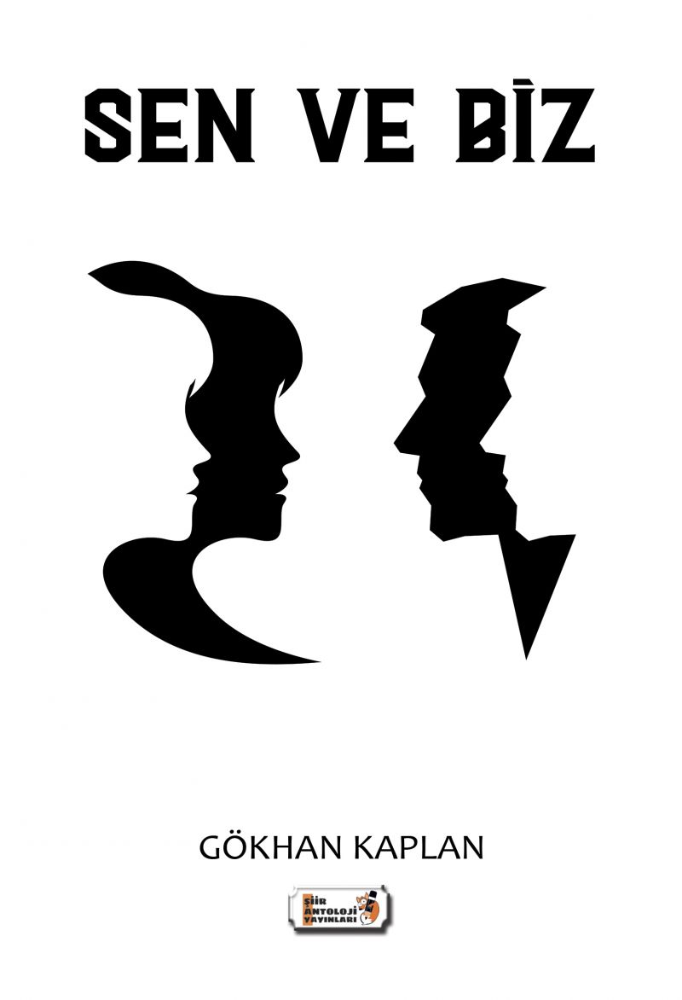 SEN VE BİZ
GÖKHAN KAPLAN
ŞİİR
ANTOLOJİ
YAYINLARI